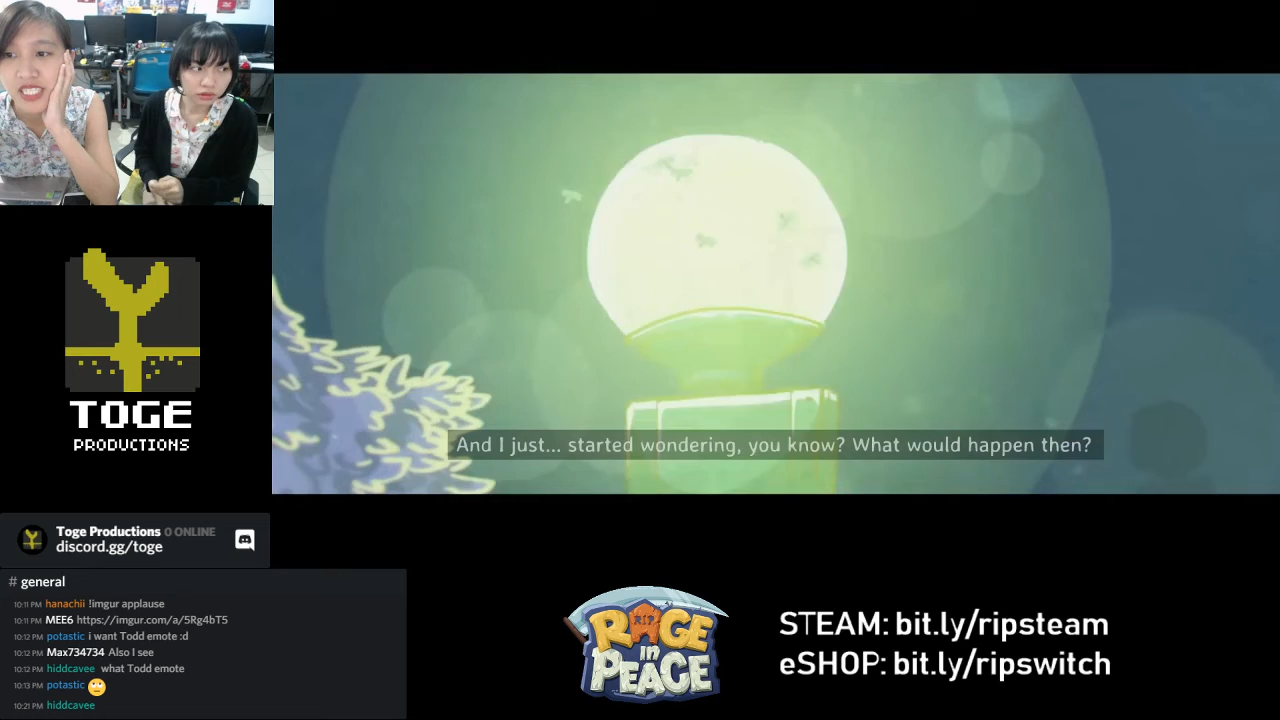 And I just... started wondering, you know? What would happen then?
TOGE
PRODUCTIONS
Toge Productions 0 ONLINE
discord.gg/toge
# general
10:11 PM hanachii !imgur applause
10:11 PM MEE6 https://imgur.com/a/5Rg4bT5
10:12 PM potastic i want Todd emote :d
10:12 PM Max734734 Also I see
10:12 PM hiddcavee what Todd emote
10:13 PM potastic 🙄
10:21 PM hiddcavee
RIP
RAGE
in
PEACE
STEAM: bit.ly/ripsteam
eSHOP: bit.ly/ripswitch